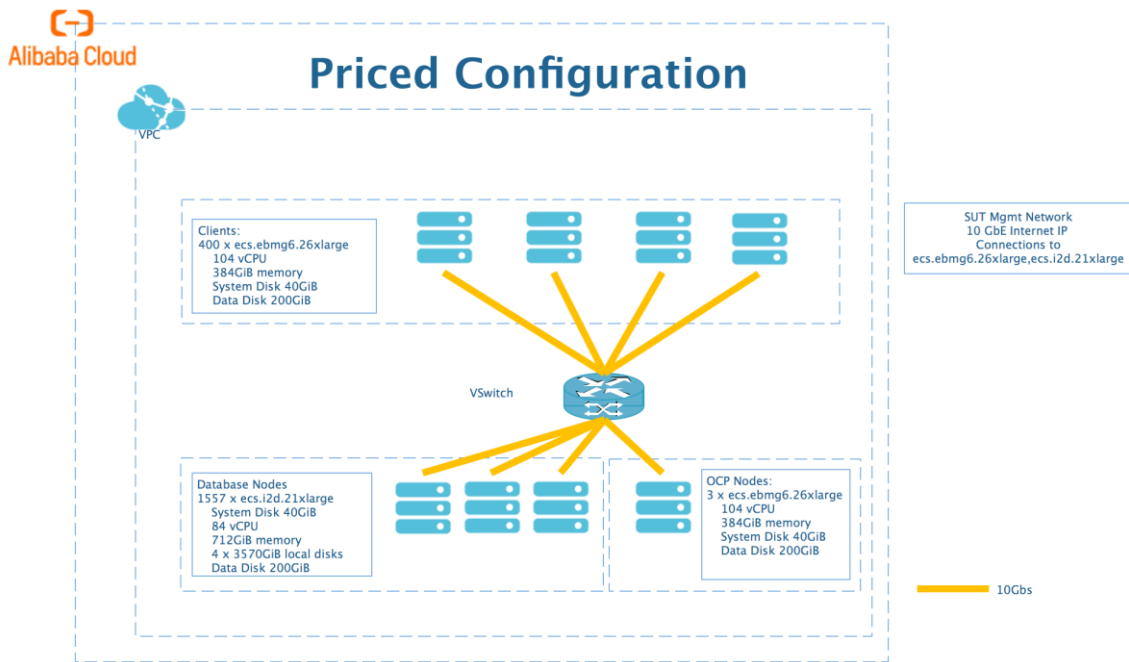 Alibaba Cloud
Priced Configuration
VPC
Clients:
400 x ecs.ebmg6.26xlarge
104 vCPU
384GiB memory
System Disk 40GiB
Data Disk 200GiB
SUT Mgmt Network
10 GbE Internet IP
Connections to
ecs.ebmg6.26xlarge,ecs.i2d.21xlarge
VSwitch
Database Nodes
1557 x ecs.i2d.21xlarge
System Disk 40GiB
84 vCPU
712GiB memory
4 x 3570GiB local disks
Data Disk 200GiB
OCP Nodes:
3 x ecs.ebmg6.26xlarge
104 vCPU
384GiB memory
System Disk 40GiB
Data Disk 200GiB
10Gbs